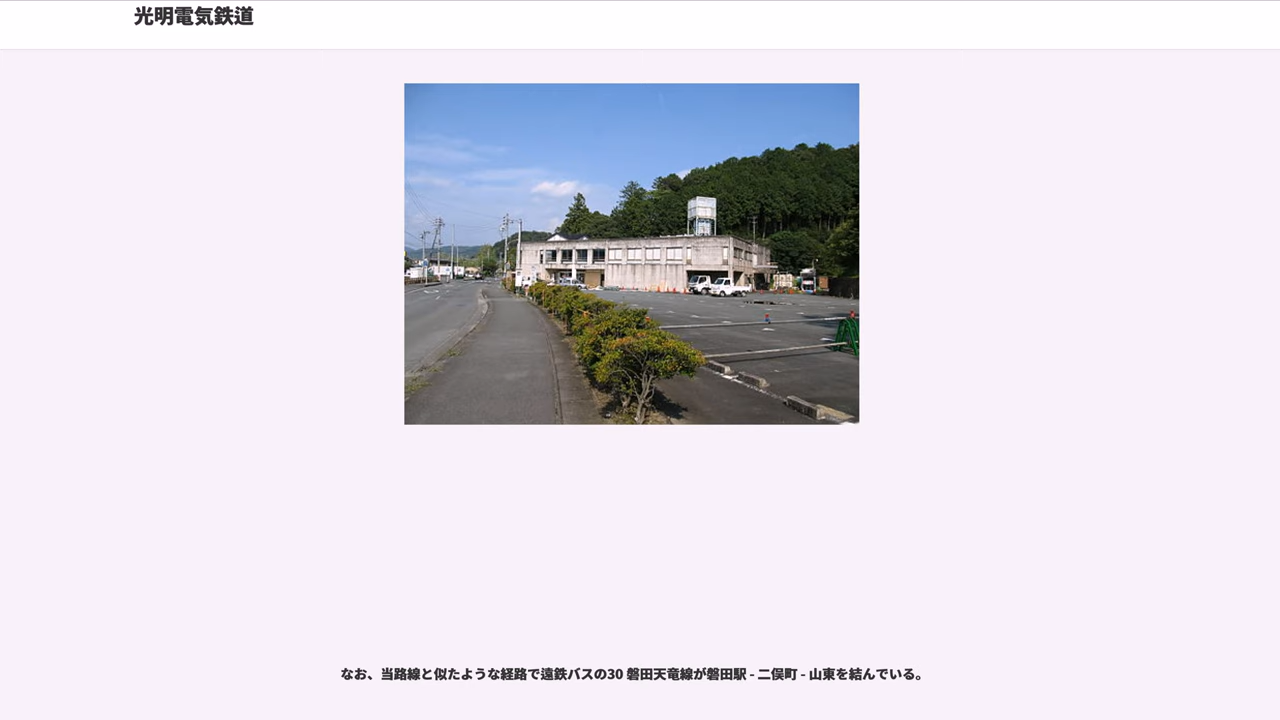 光明電気鉄道
なお、当路線と似たような経路で遠鉄バスの30 磐田天竜線が磐田駅 - 二俣町 - 山東を結んでいる。